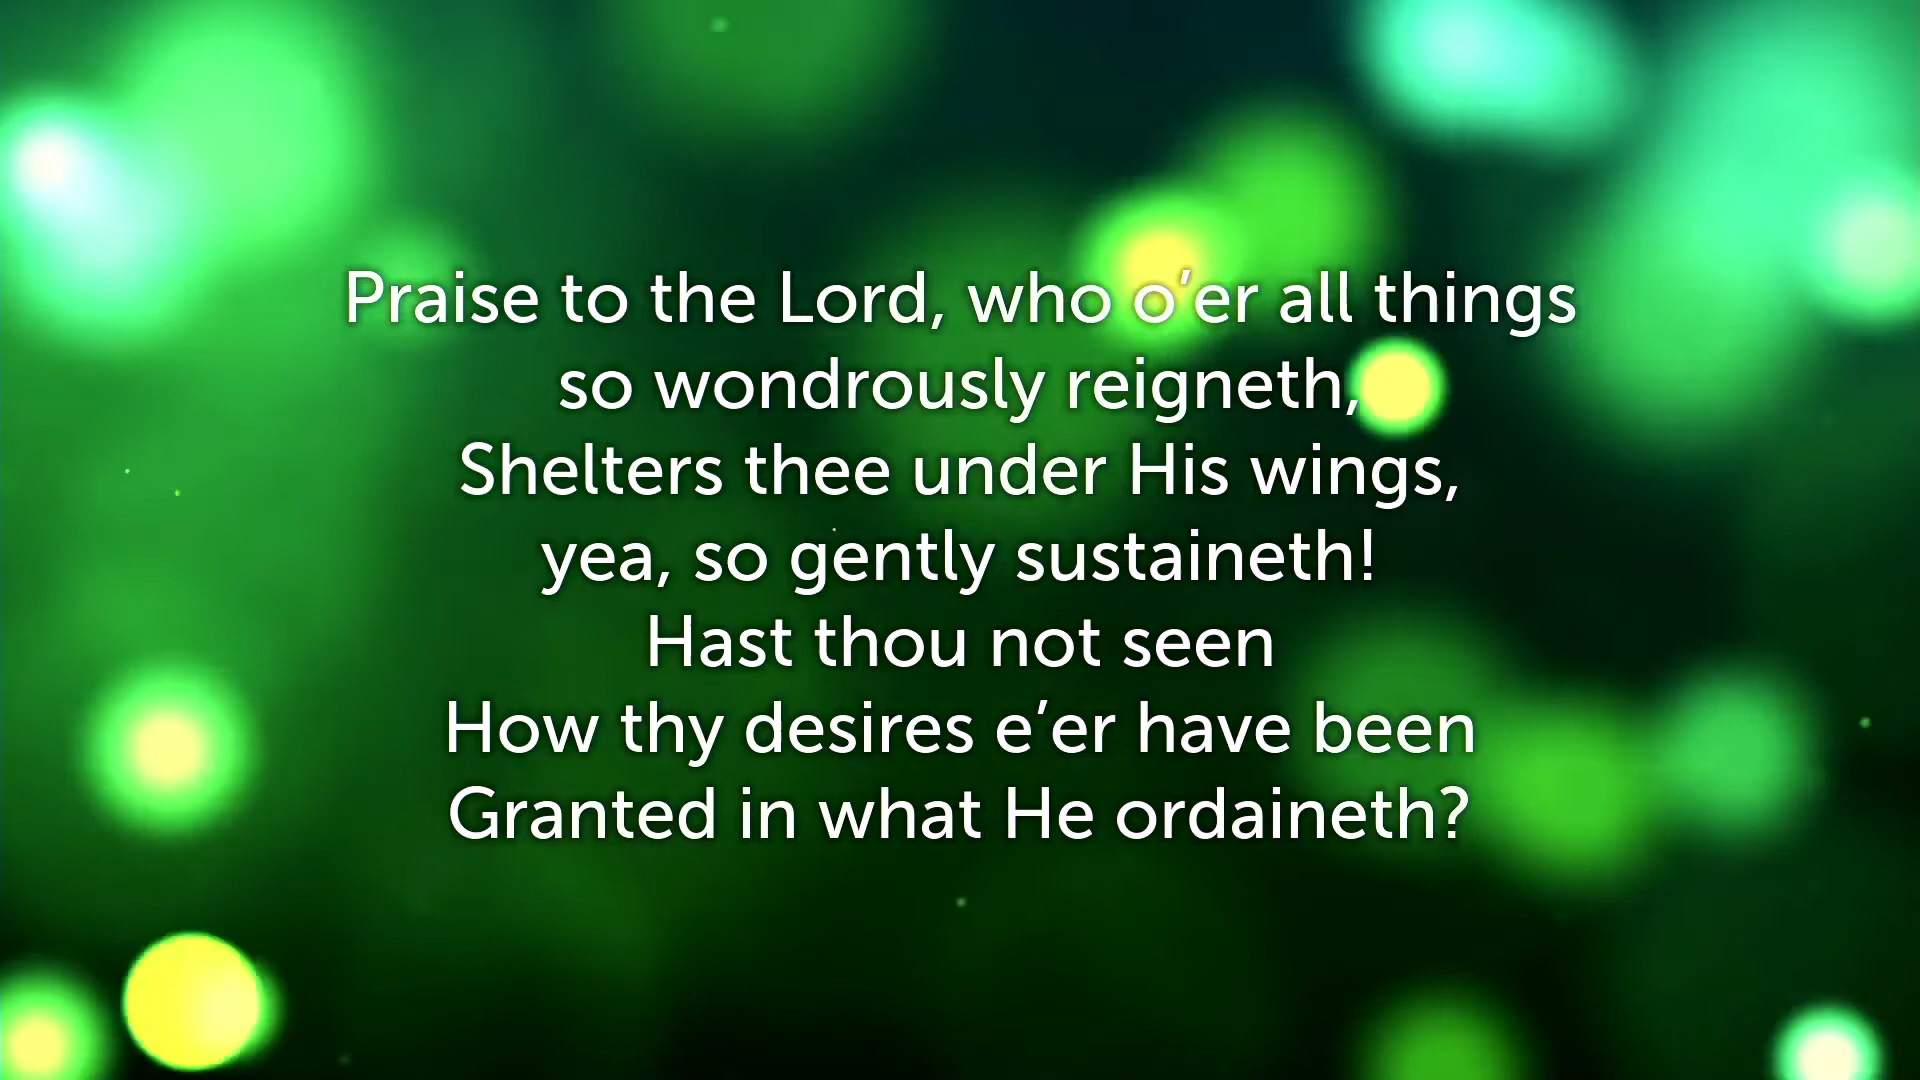 Praise to the Lord, who o’er all things
so wondrously reigneth,
Shelters thee under His wings,
yea, so gently sustaineth!
Hast thou not seen
How thy desires e’er have been
Granted in what He ordaineth?